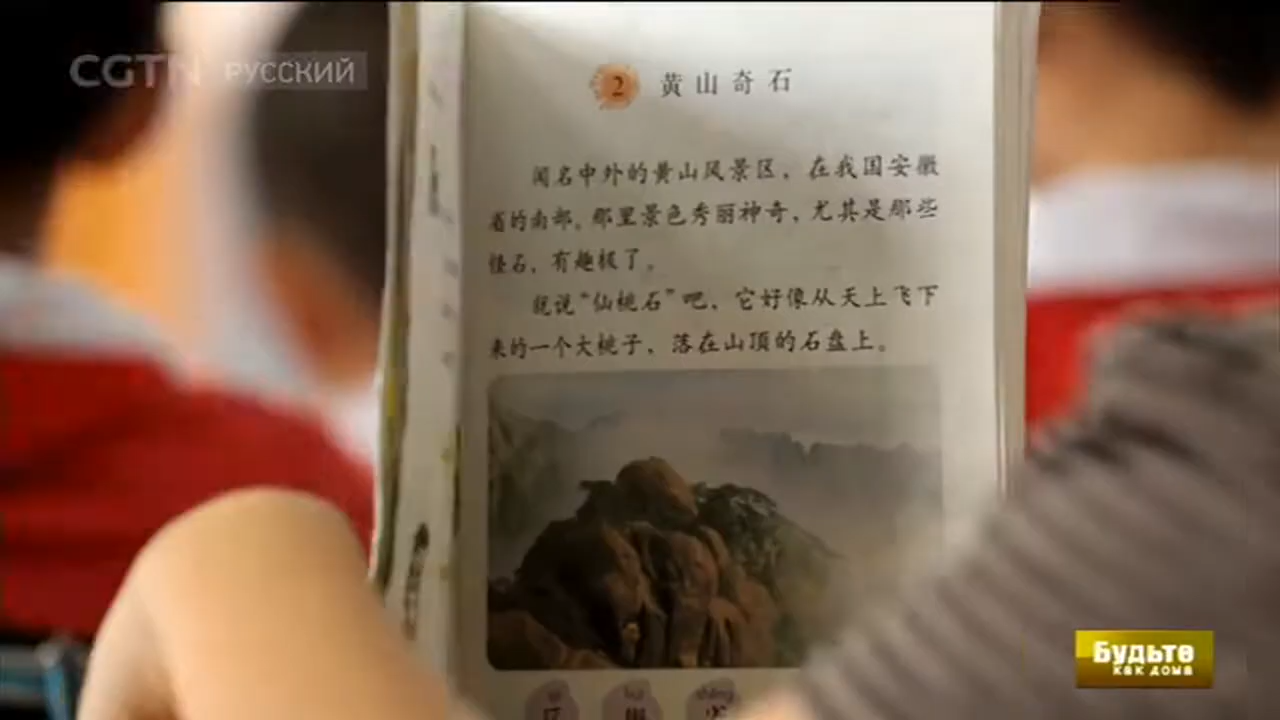 CGTN РУССКИЙ
2 黄山奇石
闻名中外的黄山风景区，在我国安徽
省的南部。那里景色秀丽神奇，尤其是那些
怪石，有趣极了。
就说“仙桃石”吧，它好像从天上飞下
来的一个大桃子，落在山顶的石盘上。
区
Будьте
как дома